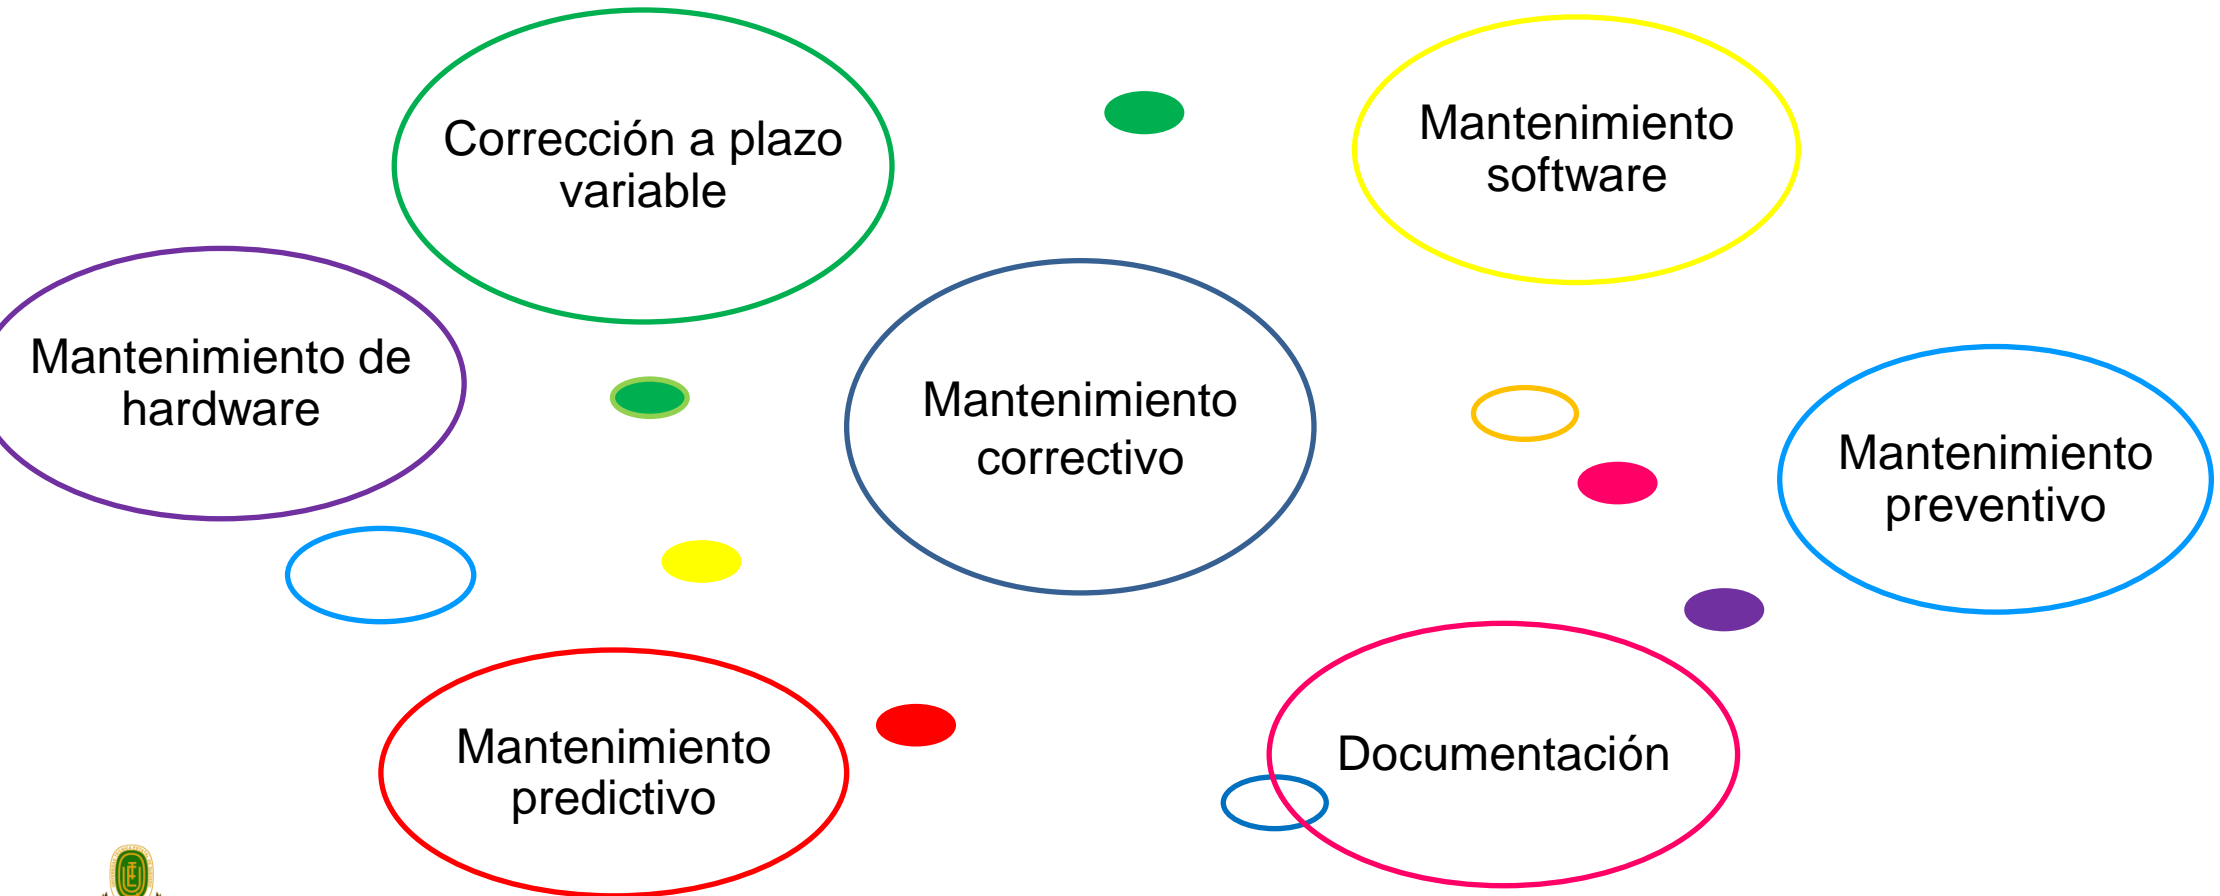 Corrección a plazo
variable
Mantenimiento
software
Mantenimiento de
hardware
Mantenimiento
correctivo
Mantenimiento
preventivo
Mantenimiento
predictivo
Documentación